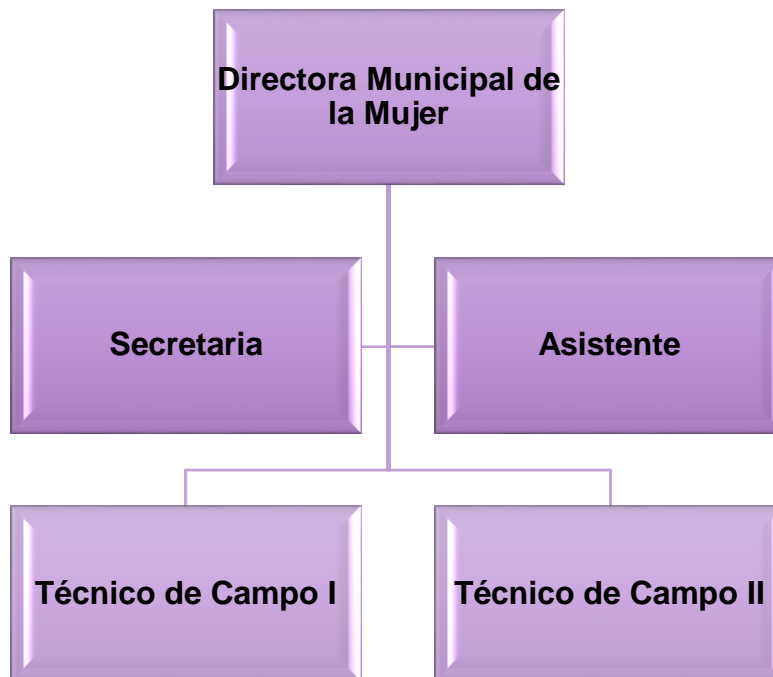 Directora Municipal de
la Mujer
Secretaria
Asistente
Técnico de Campo I
Técnico de Campo II